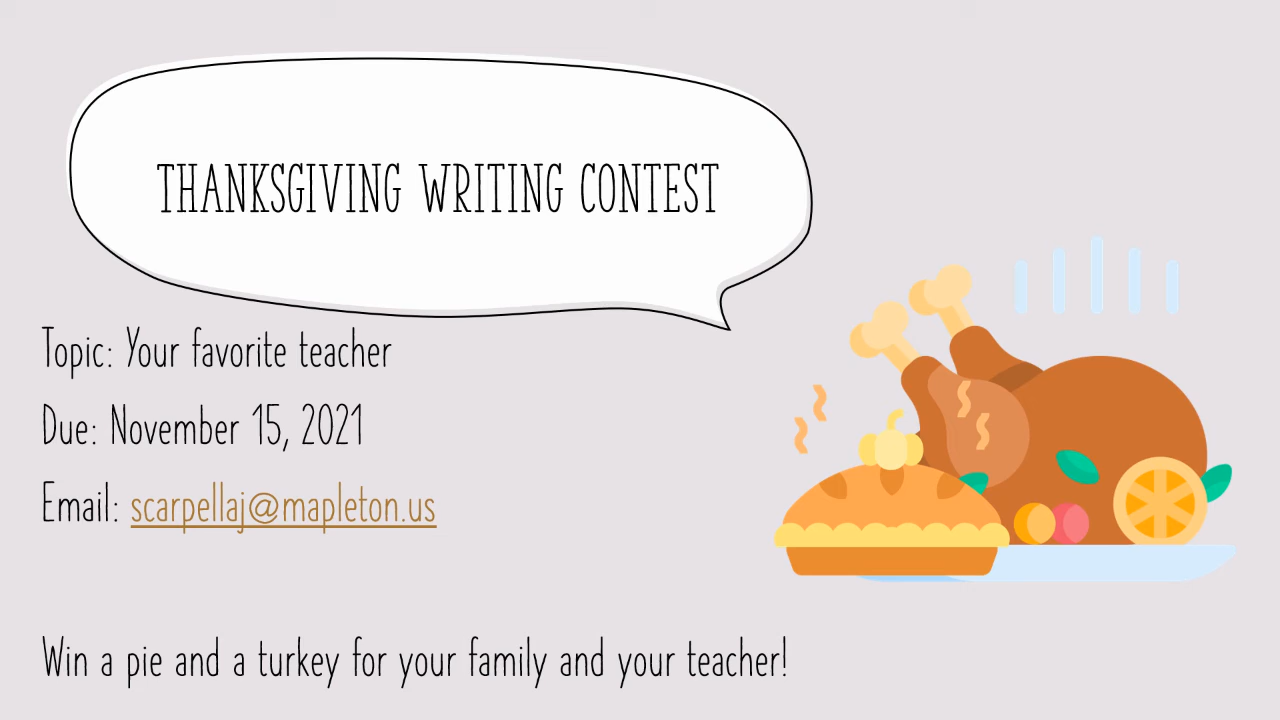 THANKSGIVING WRITING CONTEST
Topic: Your favorite teacher
Due: November 15, 2021
Email: scarpellaj@mapleton.us
Win a pie and a turkey for your family and your teacher!